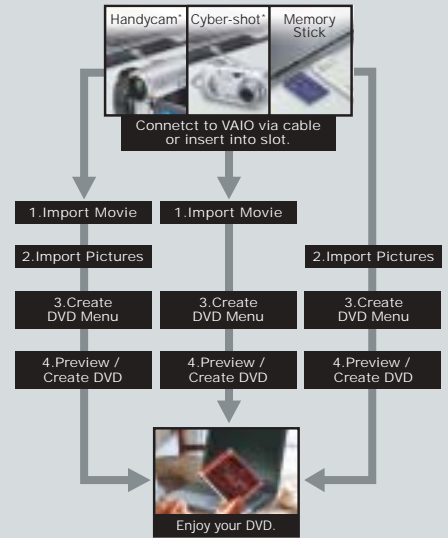 Handycam* Cyber-shot* Memory
Stick
Connetct to VAIO via cable
or insert into slot.
1.Import Movie
1.Import Movie
2.Import Pictures
2.Import Pictures
3.Create
DVD Menu
3.Create
DVD Menu
3.Create
DVD Menu
4.Preview /
Create DVD
4.Preview /
Create DVD
4.Preview /
Create DVD
Enjoy your DVD.